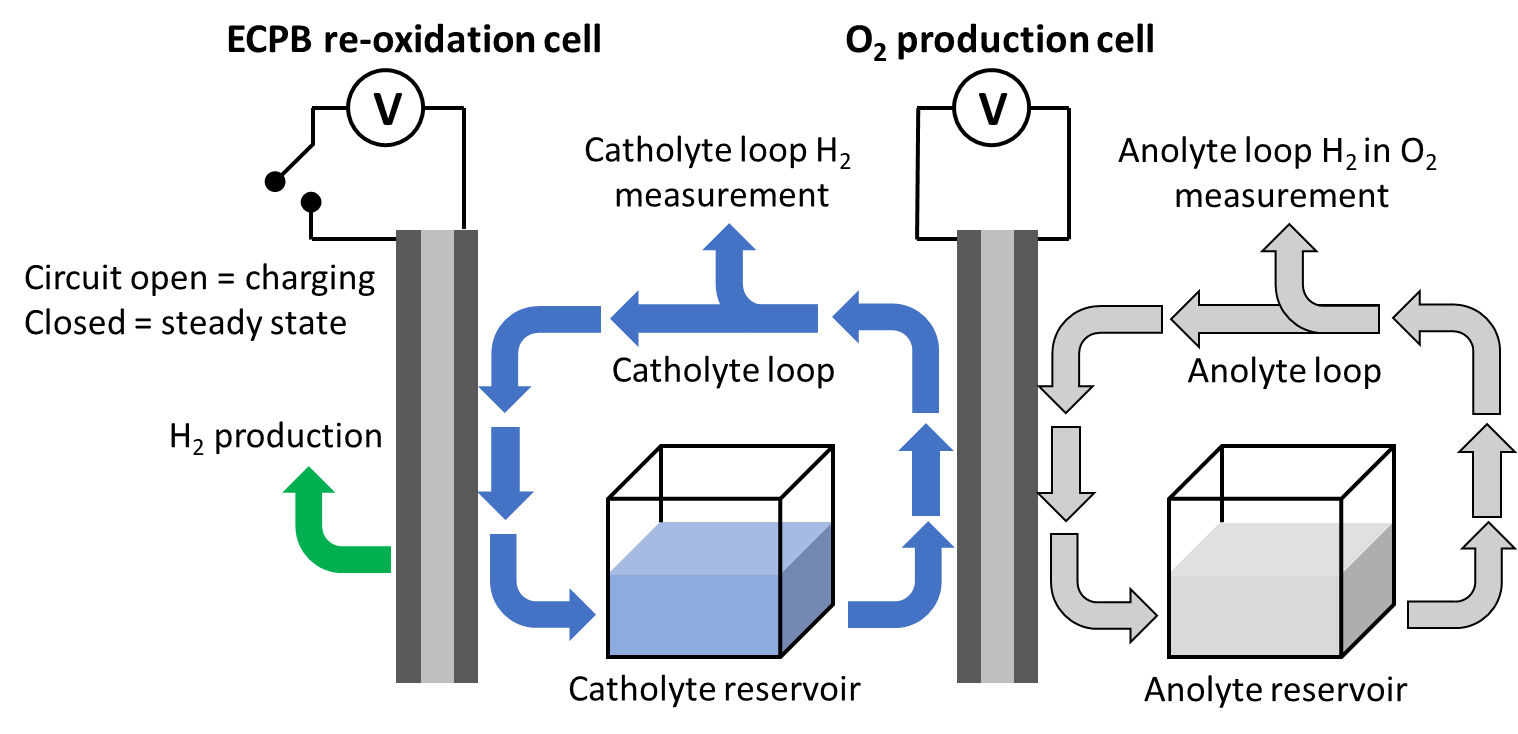 ECPB re-oxidation cell
O₂ production cell
V
V
Catholyte loop H₂
measurement
Anolyte loop H₂ in O₂
measurement
Circuit open = charging
Closed = steady state
Catholyte loop
Anolyte loop
H₂ production
Catholyte reservoir
Anolyte reservoir